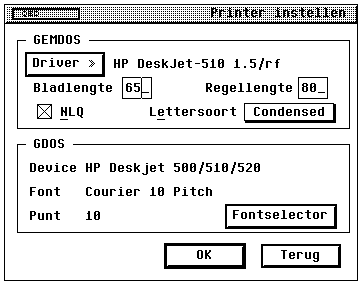 Printer instellen
GEMDOS
Driver » HP DeskJet-510 1.5/rf
Bladlengte 65_ Regellengte 80_
NLQ Lettersoort Condensed
GDOS
Device HP Deskjet 500/510/520
Font Courier 10 Pitch
Punt 10 Fontselector
OK Terug